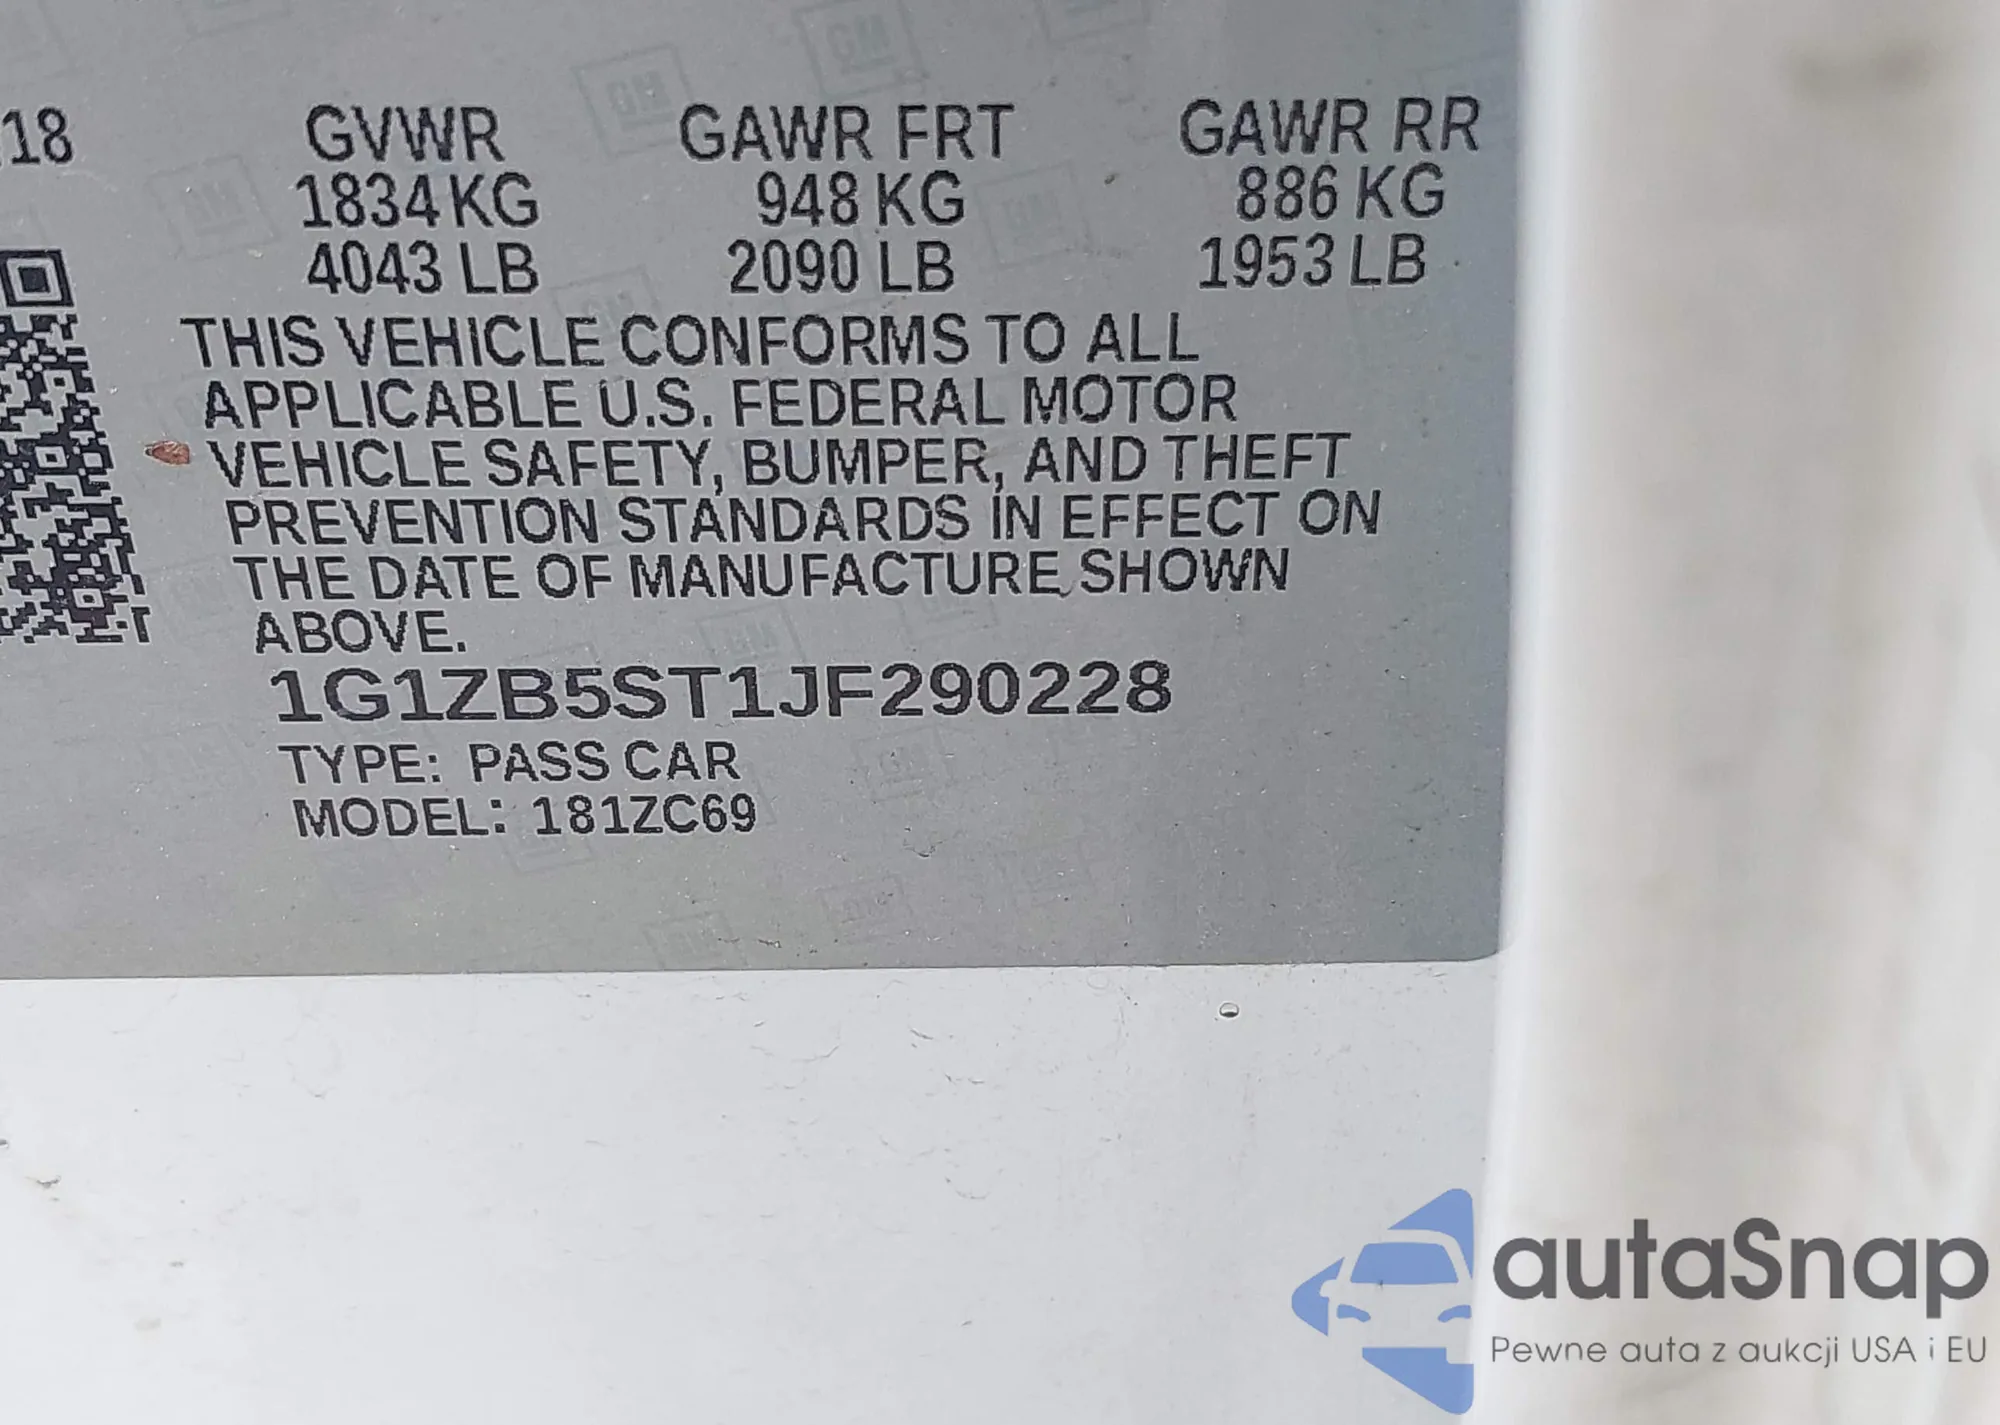 18 GVWR GAWR FRT GAWR RR
1834 KG 948 KG 886 KG
4043 LB 2090 LB 1953 LB
THIS VEHICLE CONFORMS TO ALL
APPLICABLE U.S. FEDERAL MOTOR
VEHICLE SAFETY, BUMPER, AND THEFT
PREVENTION STANDARDS IN EFFECT ON
THE DATE OF MANUFACTURE SHOWN
ABOVE.
1G1ZB5ST1JF290228
TYPE: PASS CAR
MODEL: 181ZC69
autaSnap
Pewne auta z aukcji USA i EU